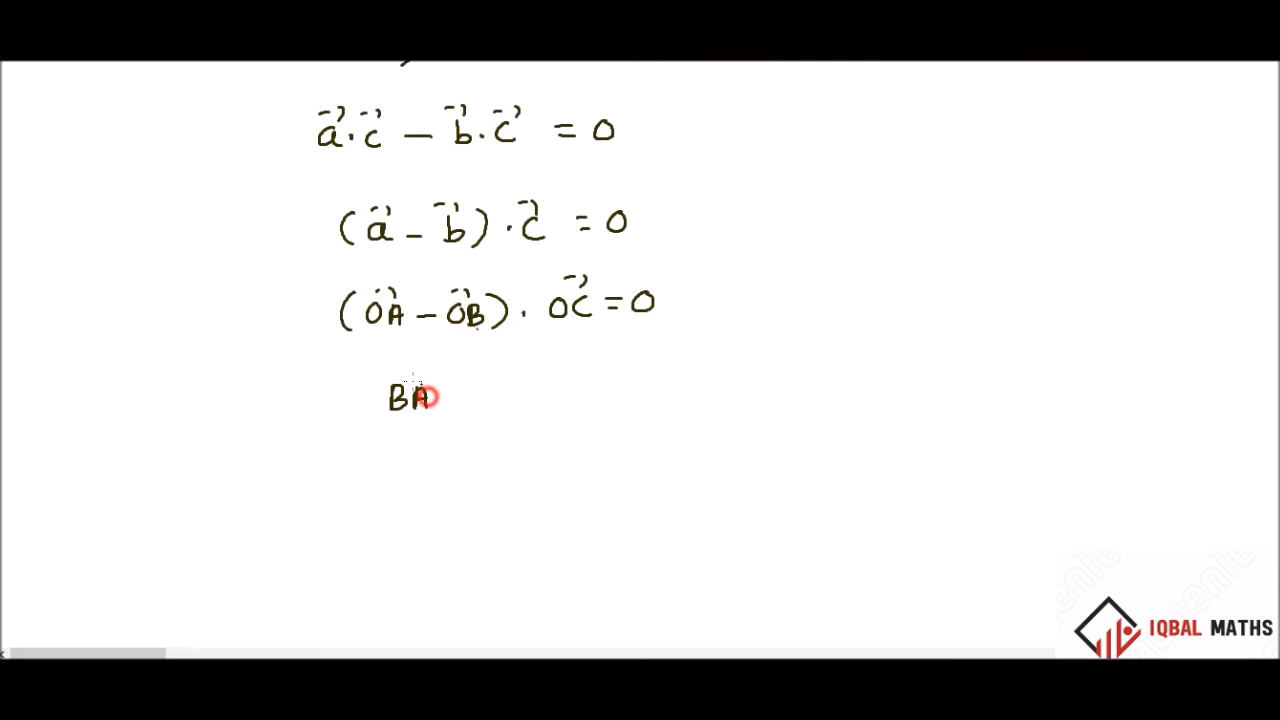 a⃗·c⃗ – b⃗·c⃗ = 0
(a⃗ – b⃗)·c⃗ = 0
(OA⃗ – OB⃗)· OC⃗ = 0
BA
IQBAL MATHS